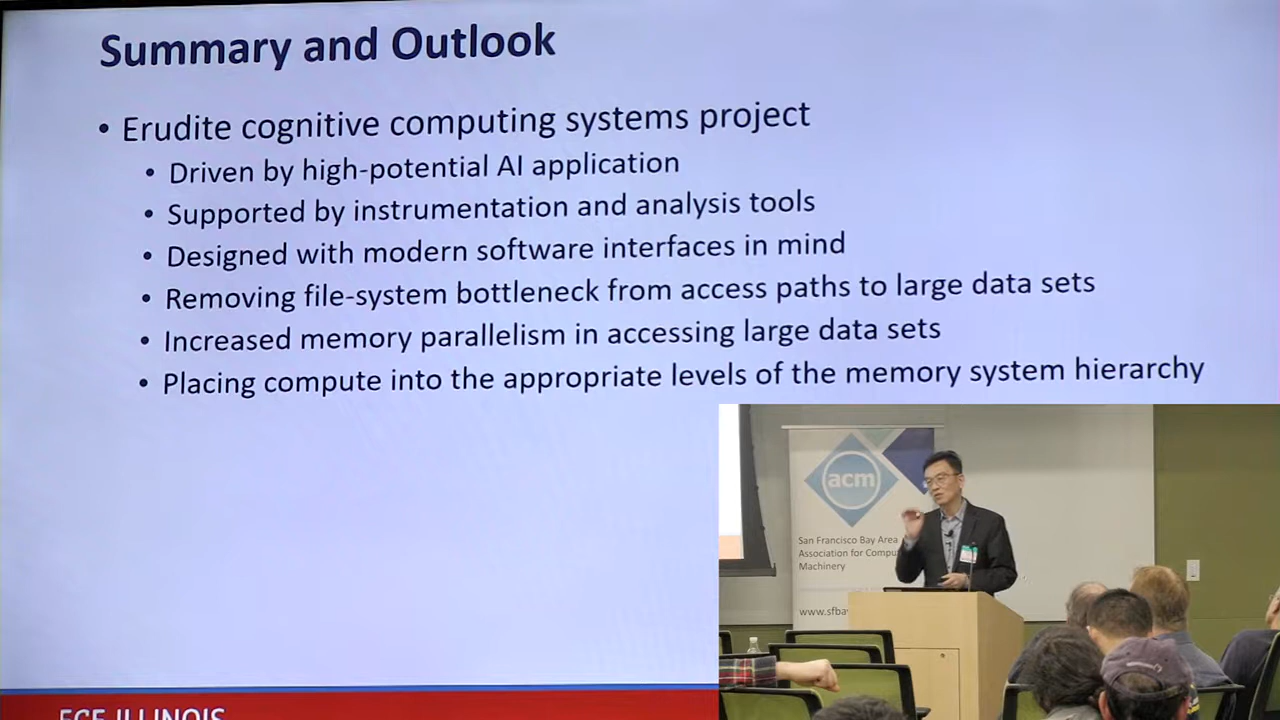 Summary and Outlook
• Erudite cognitive computing systems project
• Driven by high-potential AI application
• Supported by instrumentation and analysis tools
• Designed with modern software interfaces in mind
• Removing file-system bottleneck from access paths to large data sets
• Increased memory parallelism in accessing large data sets
• Placing compute into the appropriate levels of the memory system hierarchy
acm
San Francisco Bay Area
Association for Compu
Machinery
www.sfba
ECE ILLINOIS